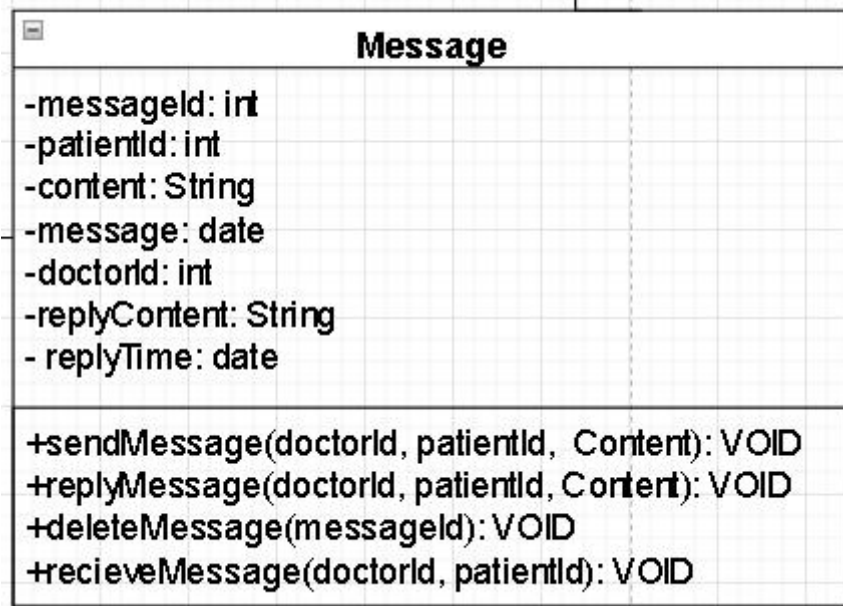 Message
-messageId: int
-patientId: int
-content: String
-message: date
-doctorId: int
-replyContent: String
- replyTime: date
+sendMessage(doctorId, patientId, Content): VOID
+replyMessage(doctorId, patientId, Content): VOID
+deleteMessage(messageId): VOID
+recieveMessage(doctorId, patientId): VOID